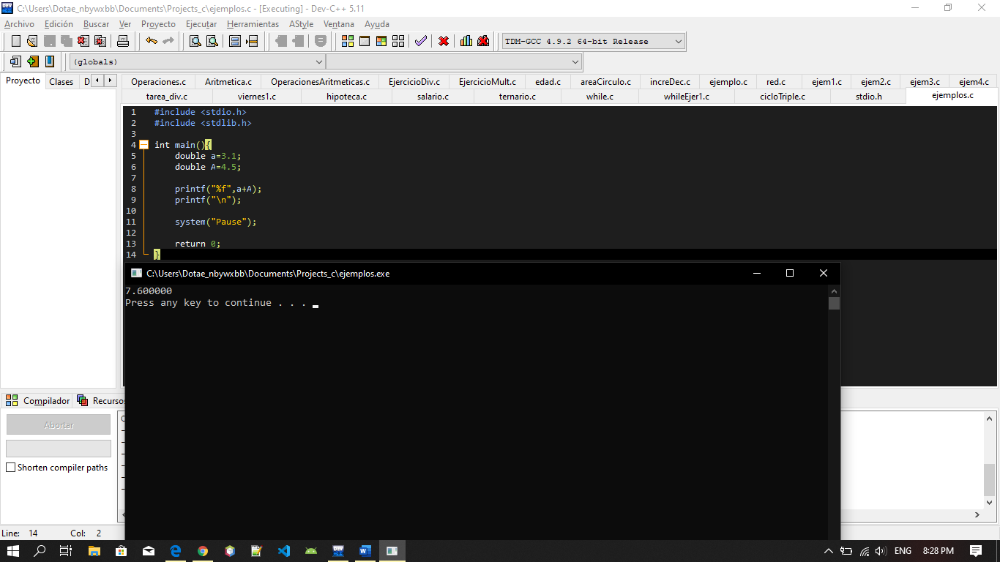 C:\Users\Dotae_nbywxbb\Documents\Projects_c\ejemplos.c - [Executing] - Dev-C++ 5.11
Archivo Edición Buscar Ver Proyecto Ejecutar Herramientas AStyle Ventana Ayuda
TDM-GCC 4.9.2 64-bit Release
(globals)
Proyecto Clases D
Operaciones.c Aritmetica.c OperacionesAritmeticas.c EjercicioDiv.c EjercicioMult.c edad.c areaCirculo.c increDec.c ejemplo.c red.c ejem1.c ejem2.c ejem3.c ejem4.c
tarea_div.c viernes1.c hipoteca.c salario.c ternario.c while.c whileEjer1.c cicloTriple.c stdio.h ejemplos.c
1 #include <stdio.h>
2 #include <stdlib.h>
3
4 int main(){
5 double a=3.1;
6 double A=4.5;
7
8 printf("%f",a+A);
9 printf("\n");
10
11 system("Pause");
12
13 return 0;
14 }
C:\Users\Dotae_nbywxbb\Documents\Projects_c\ejemplos.exe
7.600000
Press any key to continue . . .
Compilador Recursos
Abortar
Shorten compiler paths
Line: 14 Col: 2
ENG 8:28 PM